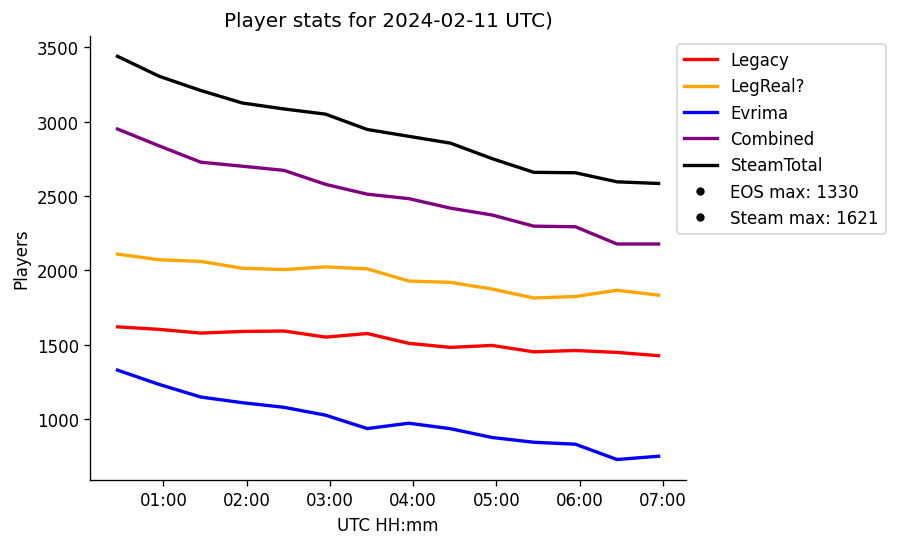 Player stats for 2024-02-11 UTC)
3500
3000
2500
2000
1500
1000
Players
01:00 02:00 03:00 04:00 05:00 06:00 07:00
UTC HH:mm
Legacy
LegReal?
Evrima
Combined
SteamTotal
EOS max: 1330
Steam max: 1621